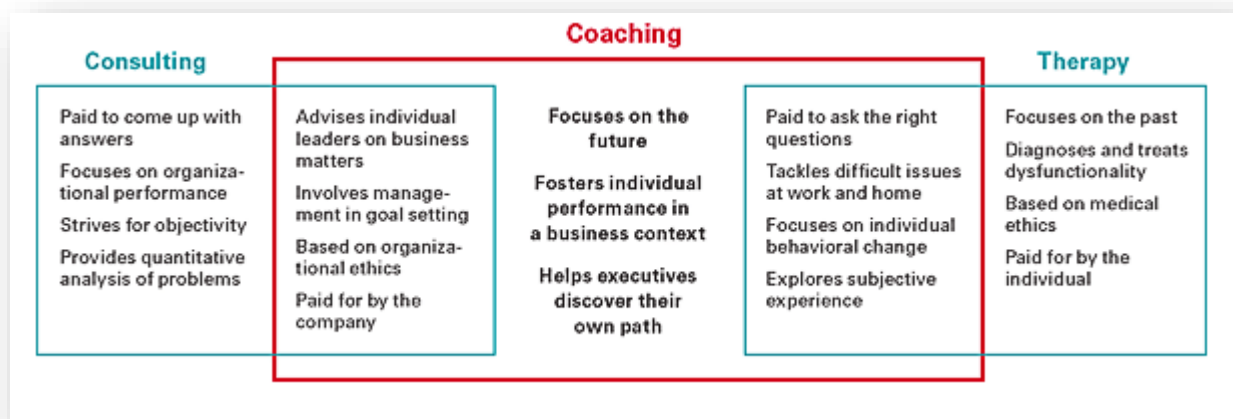 Coaching
Consulting
Therapy
Paid to come up with
answers
Focuses on organiza-
tional performance
Strives for objectivity
Provides quantitative
analysis of problems
Advises individual
leaders on business
matters
Involves manage-
ment in goal setting
Based on organiza-
tional ethics
Paid for by the
company
Focuses on the
future
Fosters individual
performance in
a business context
Helps executives
discover their
own path
Paid to ask the right
questions
Tackles difficult issues
at work and home
Focuses on individual
behavioral change
Explores subjective
experience
Focuses on the past
Diagnoses and treats
dysfunctionality
Based on medical
ethics
Paid for by the
individual